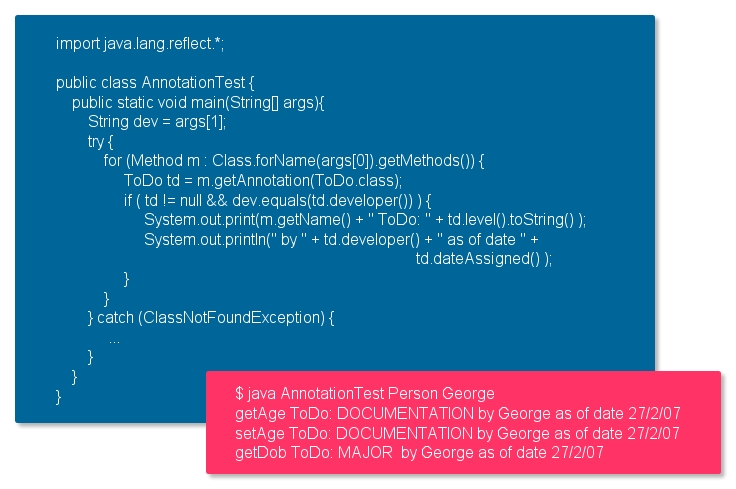 import java.lang.reflect.*;
public class AnnotationTest {
public static void main(String[] args){
String dev = args[1];
try {
for (Method m : Class.forName(args[0]).getMethods()) {
ToDo td = m.getAnnotation(ToDo.class);
if ( td != null && dev.equals(td.developer()) ) {
System.out.print(m.getName() + " ToDo: " + td.level().toString() );
System.out.println(" by " + td.developer() + " as of date " +
td.dateAssigned() );
}
}
} catch (ClassNotFoundException) {
...
}
}
}
$ java AnnotationTest Person George
getAge ToDo: DOCUMENTATION by George as of date 27/2/07
setAge ToDo: DOCUMENTATION by George as of date 27/2/07
getDob ToDo: MAJOR  by George as of date 27/2/07